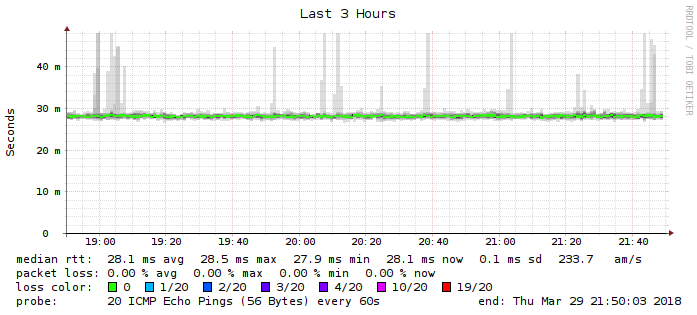 Last 3 Hours
RRDTOOL / TOBI OETIKER
Seconds
40 m
30 m
20 m
10 m
0
19:00 19:20 19:40 20:00 20:20 20:40 21:00 21:20 21:40
median rtt: 28.1 ms avg 28.5 ms max 27.9 ms min 28.1 ms now 0.1 ms sd 233.7 am/s
packet loss: 0.00 % avg 0.00 % max 0.00 % min 0.00 % now
loss color: 0 1/20 2/20 3/20 4/20 10/20 19/20
probe: 20 ICMP Echo Pings (56 Bytes) every 60s end: Thu Mar 29 21:50:03 2018